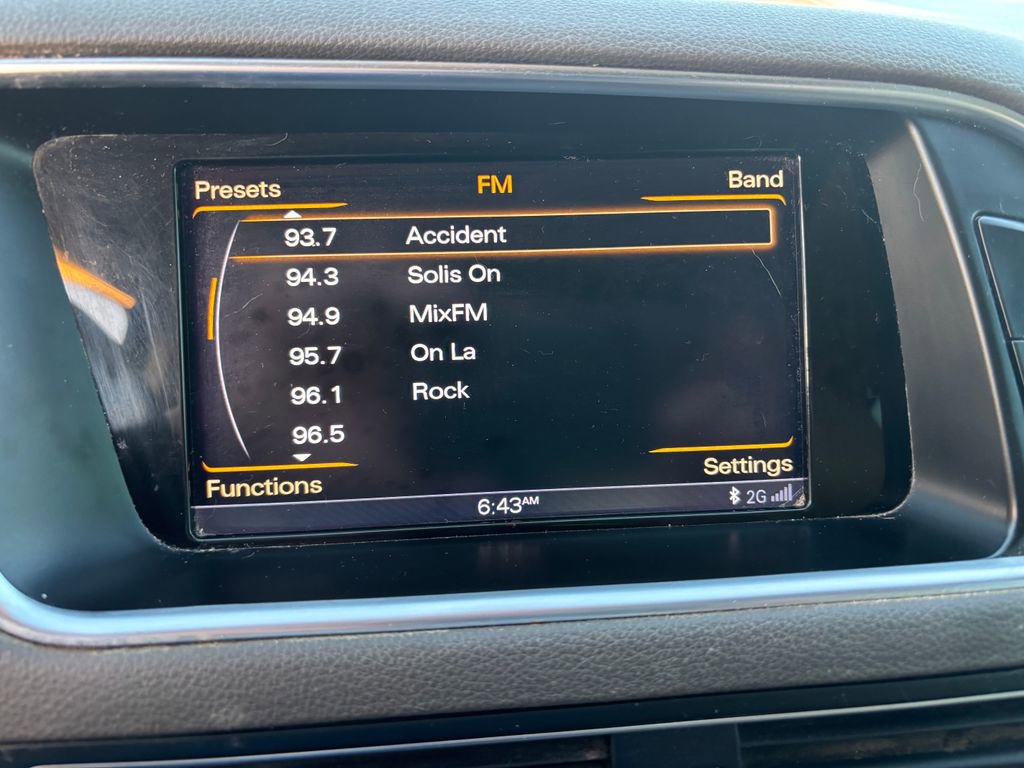 Presets FM Band
93.7 Accident
94.3 Solis On
94.9 MixFM
95.7 On La
96.1 Rock
96.5
Functions Settings
6:43AM 2G